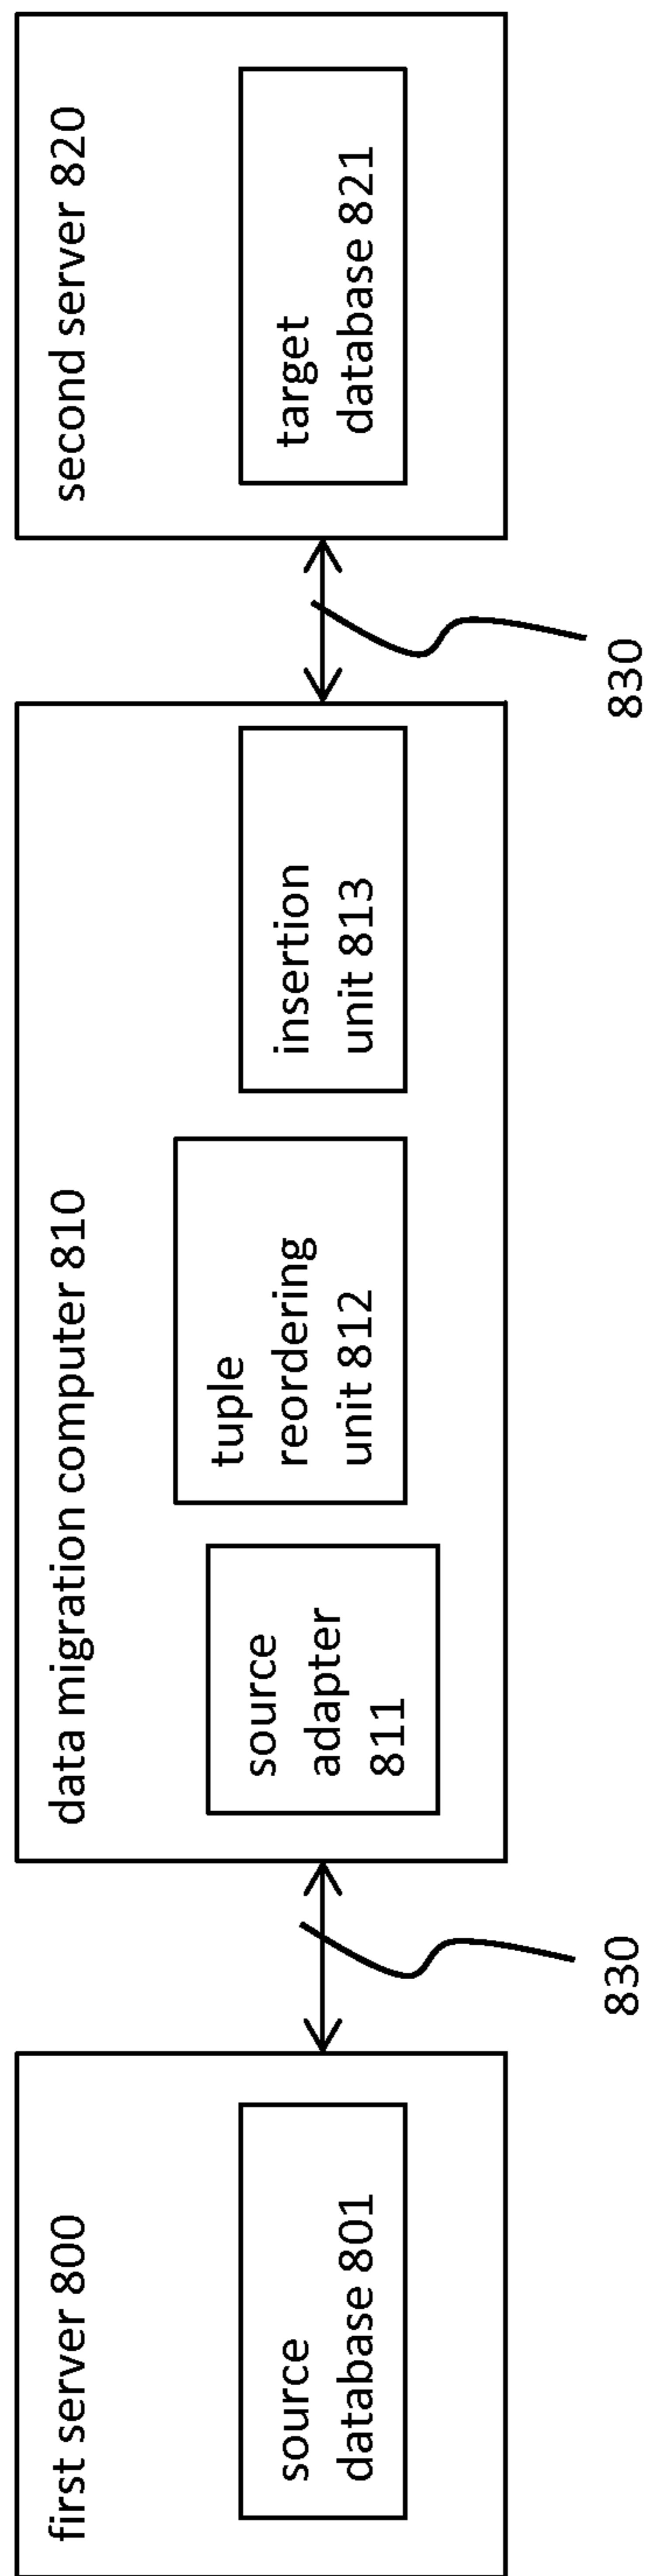 first server 800
source
database 801
830
data migration computer 810
source
adapter
811
tuple
reordering
unit 812
insertion
unit 813
830
second server 820
target
database 821